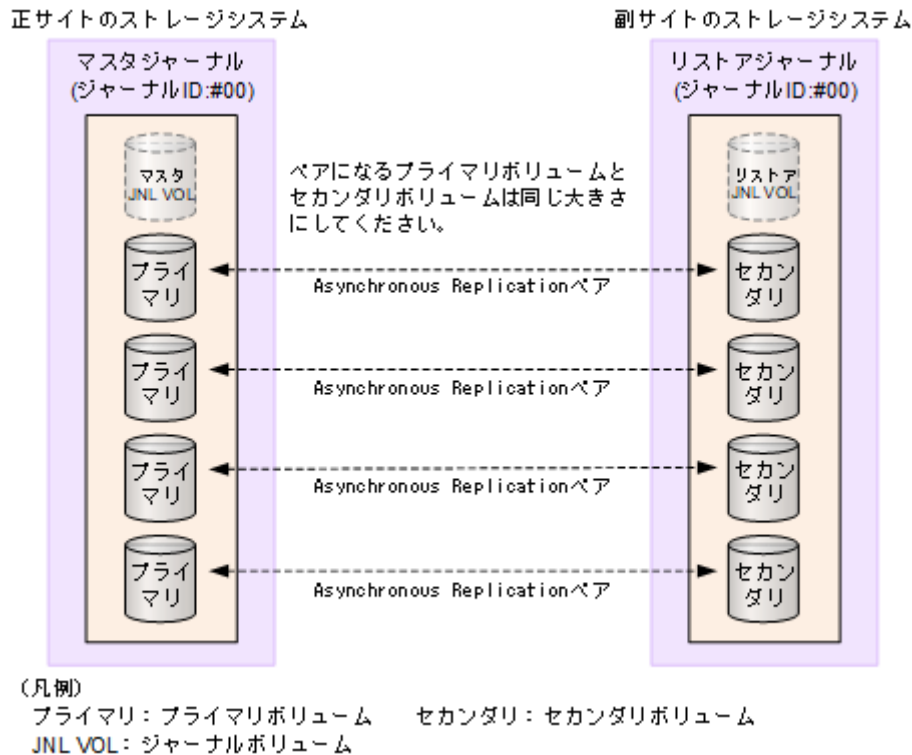 正サイトのストレージシステム
副サイトのストレージシステム
マスタジャーナル
(ジャーナルID:#00)
リストアジャーナル
(ジャーナルID:#00)
マスタ
JNL VOL
リストア
JNL VOL
ペアになるプライマリボリュームと
セカンダリボリュームは同じ大きさ
にしてください。
プライ
マリ
Asynchronous Replicationペア
セカン
ダリ
プライ
マリ
Asynchronous Replicationペア
セカン
ダリ
プライ
マリ
Asynchronous Replicationペア
セカン
ダリ
プライ
マリ
Asynchronous Replicationペア
セカン
ダリ
(凡例)
プライマリ：プライマリボリューム　セカンダリ：セカンダリボリューム
JNL VOL：ジャーナルボリューム